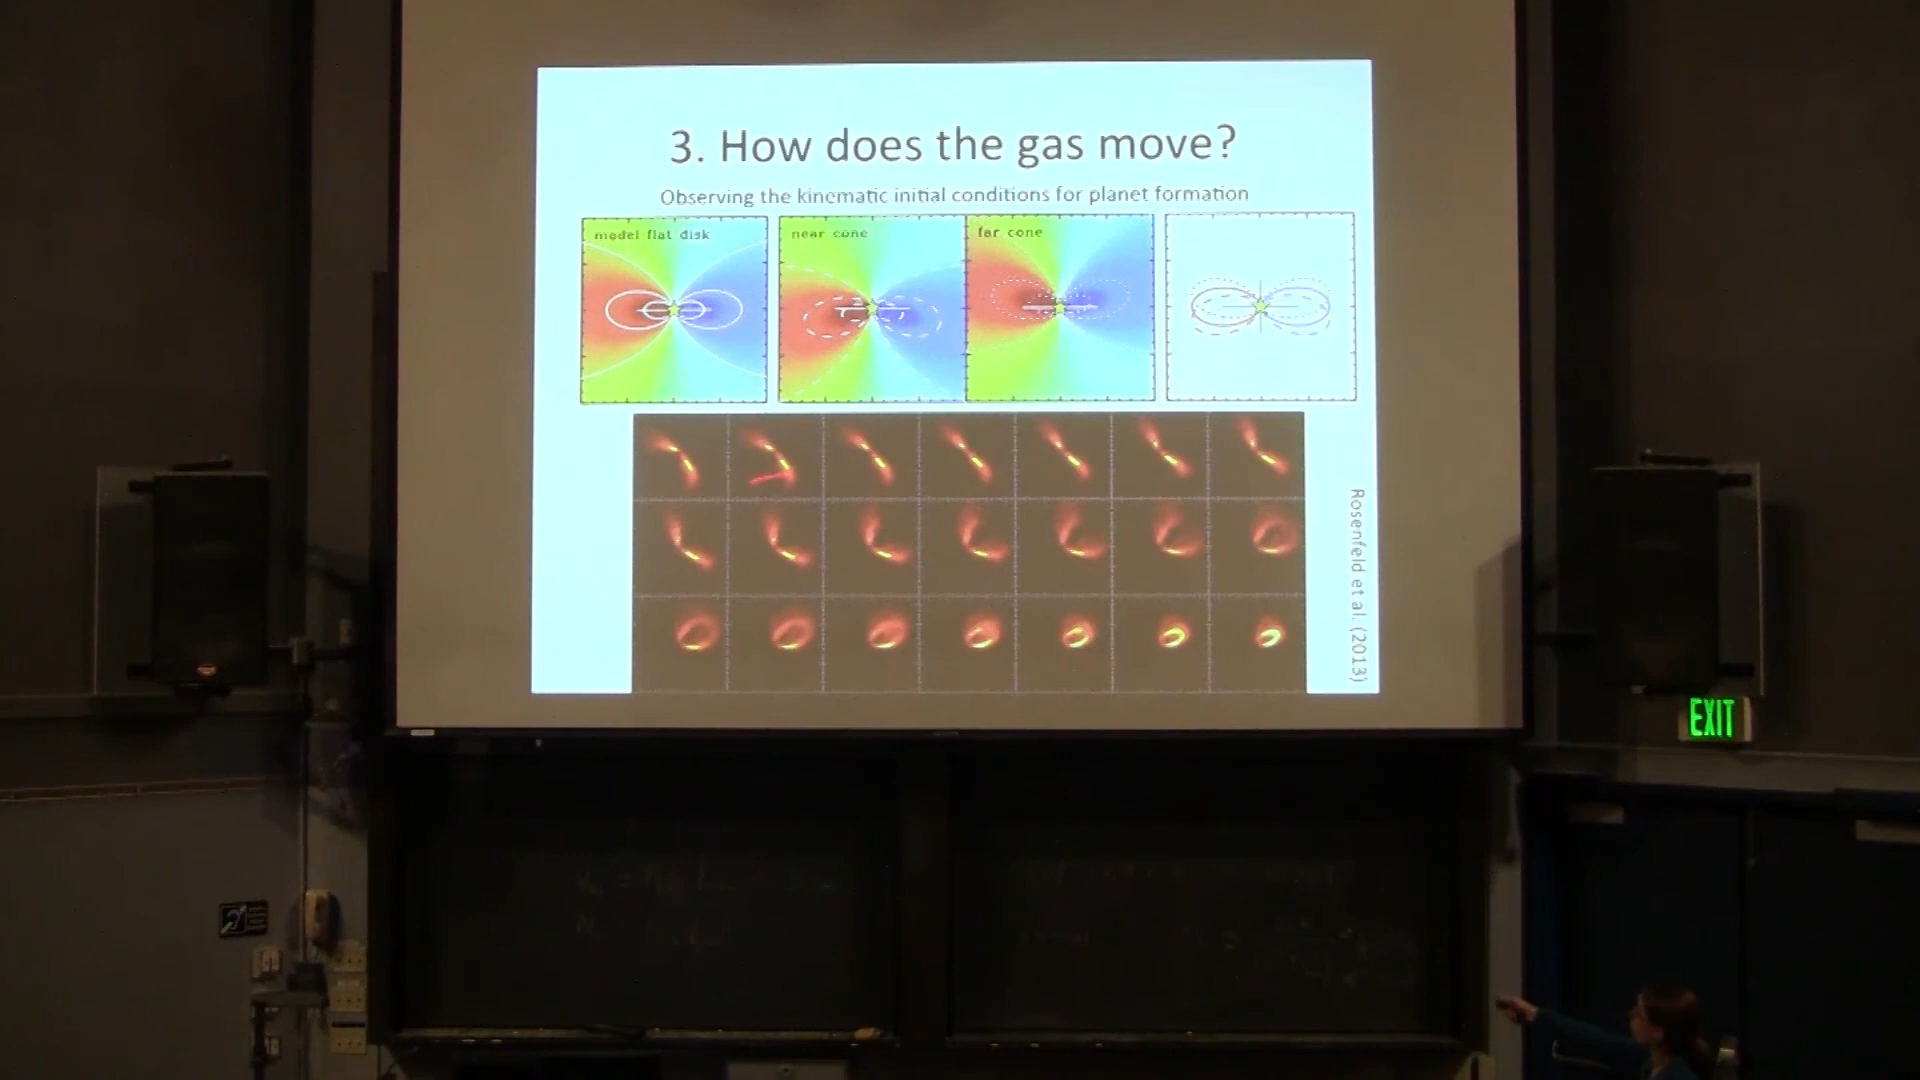 3. How does the gas move?
Observing the kinematic initial conditions for planet formation
model flat disk
near cone
far cone
Rosenfeld et al. (2013)
EXIT